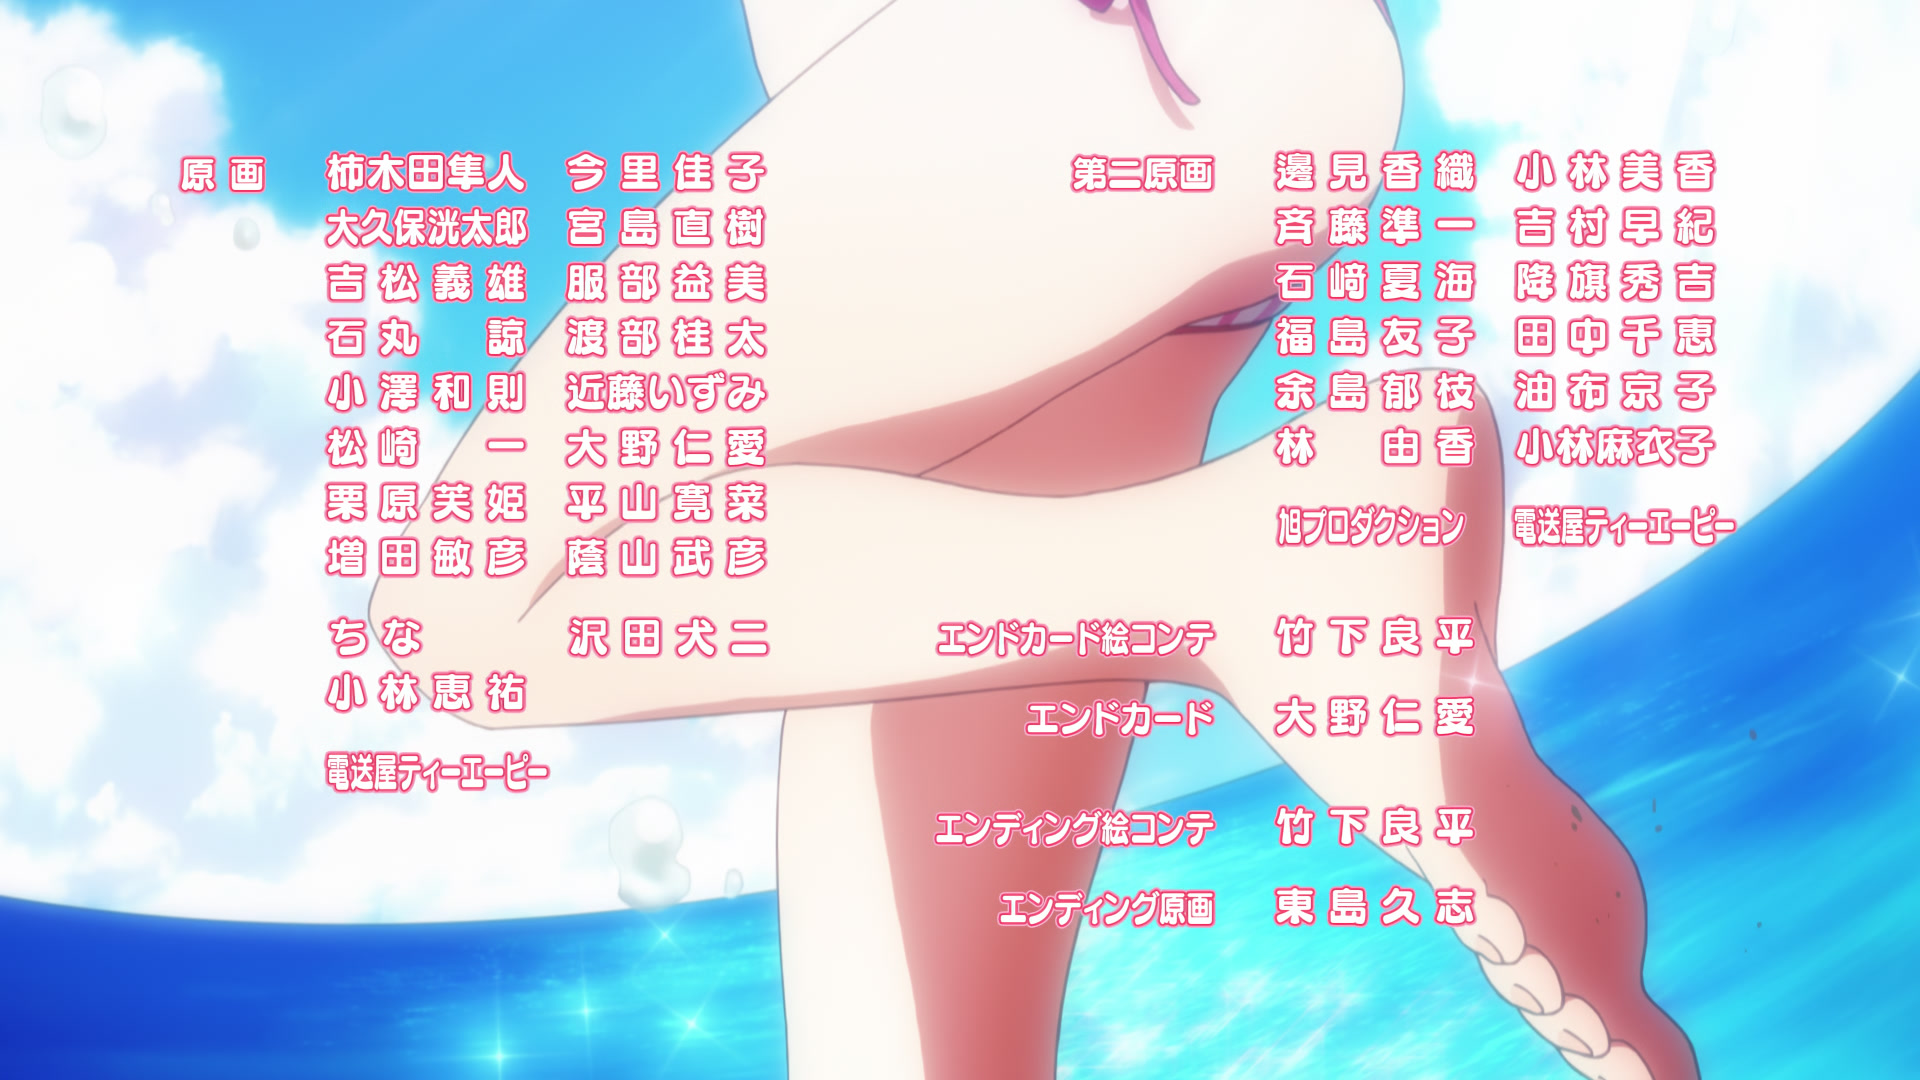 原画
柿木田隼人 今里佳子
大久保洸太郎 宮島直樹
吉松義雄 服部益美
石丸諒 渡部桂太
小澤和則 近藤いずみ
松崎一 大野仁愛
栗原芙姫 平山寛菜
増田敏彦 蔭山武彦
ちな 沢田犬二
小林恵祐
電送屋ティーエーピー
第二原画
邊見香織 小林美香
斉藤準一 吉村早紀
石﨑夏海 降旗秀吉
福島友子 田中千恵
余島郁枝 油布京子
林由香 小林麻衣子
旭プロダクション 電送屋ティーエーピー
エンドカード絵コンテ 竹下良平
エンドカード 大野仁愛
エンディング絵コンテ 竹下良平
エンディング原画 東島久志